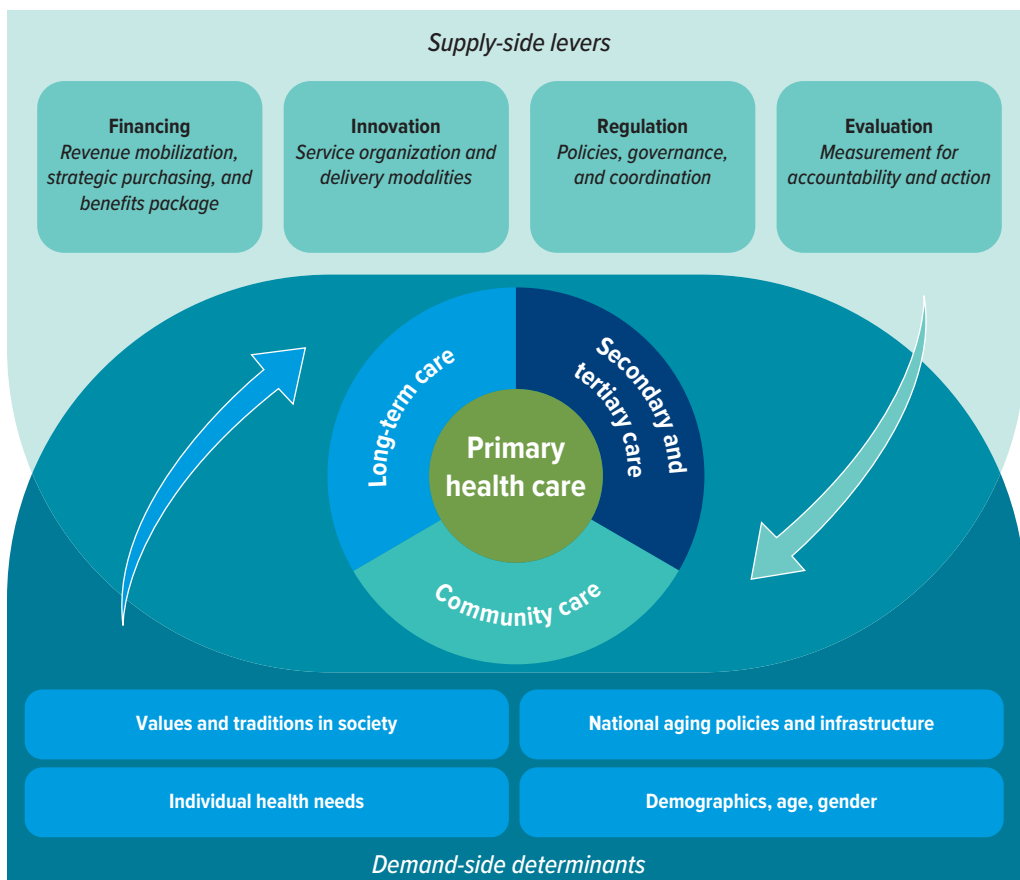 Supply-side levers
Financing
Revenue mobilization,
strategic purchasing, and
benefits package
Innovation
Service organization and
delivery modalities
Regulation
Policies, governance,
and coordination
Evaluation
Measurement for
accountability and action
Long-term care
Secondary and
tertiary care
Primary
health care
Community care
Values and traditions in society
National aging policies and infrastructure
Individual health needs
Demographics, age, gender
Demand-side determinants